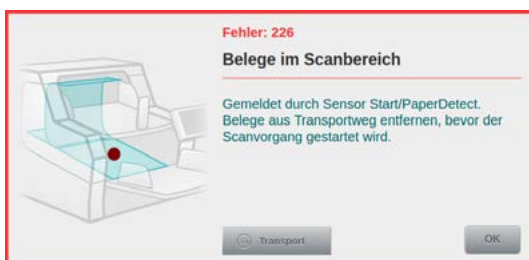 Fehler: 226
Belege im Scanbereich
Gemeldet durch Sensor Start/PaperDetect.
Belege aus Transportweg entfernen, bevor der
Scanvorgang gestartet wird.
Transport
OK